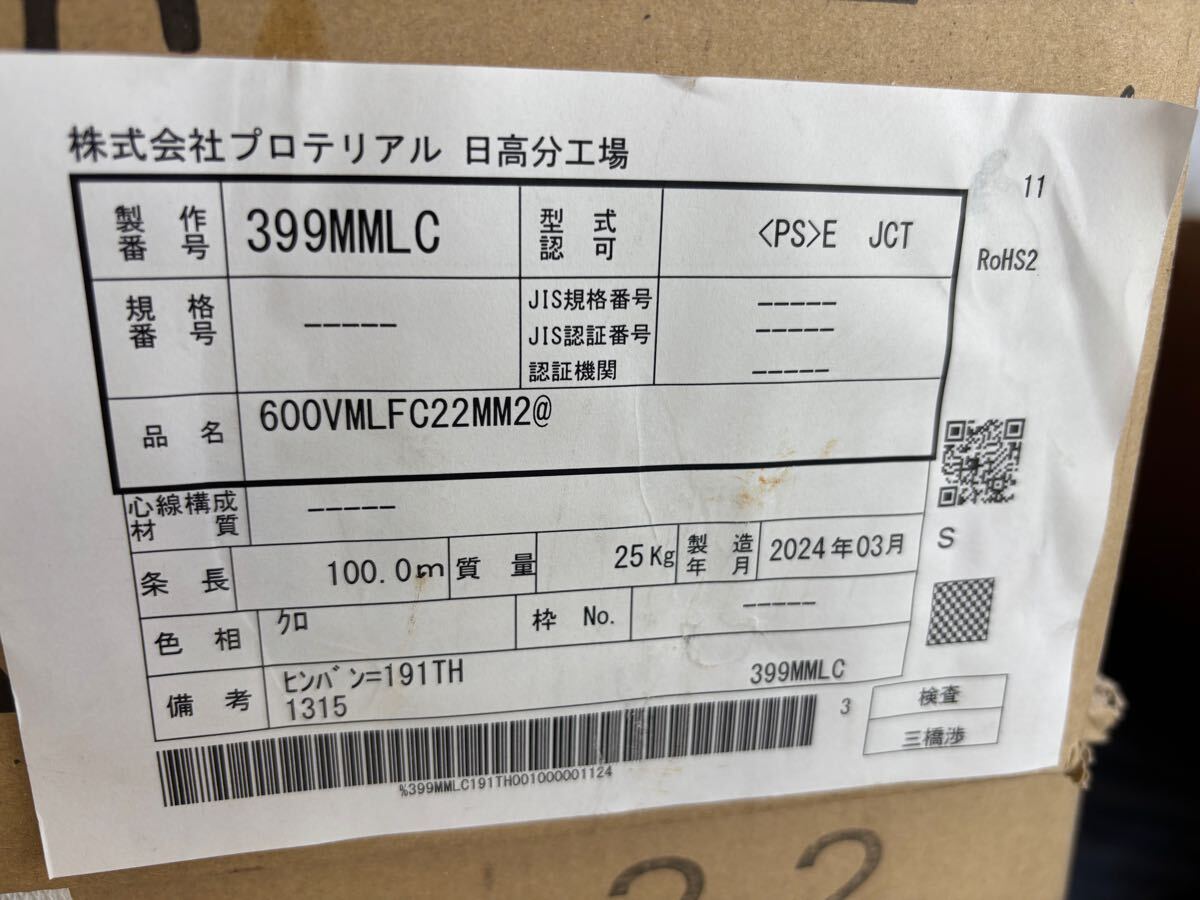 株式会社プロテリアル 日高分工場
11
製作番号 399MMLC 型式認可 <PS>E JCT
RoHS2
規格番号 -----
JIS規格番号 -----
JIS認証番号 -----
認証機関 -----
品名 600VMLFC22MM2@
心線構成材質 -----
S
条長 100.0m 質量 25Kg 製造年月 2024年03月
色相 クロ 枠 No. -----
備考 ヒンバン=191TH 399MMLC
1315
3
検査
三橋渉
%399MMLC191TH001000001124
22